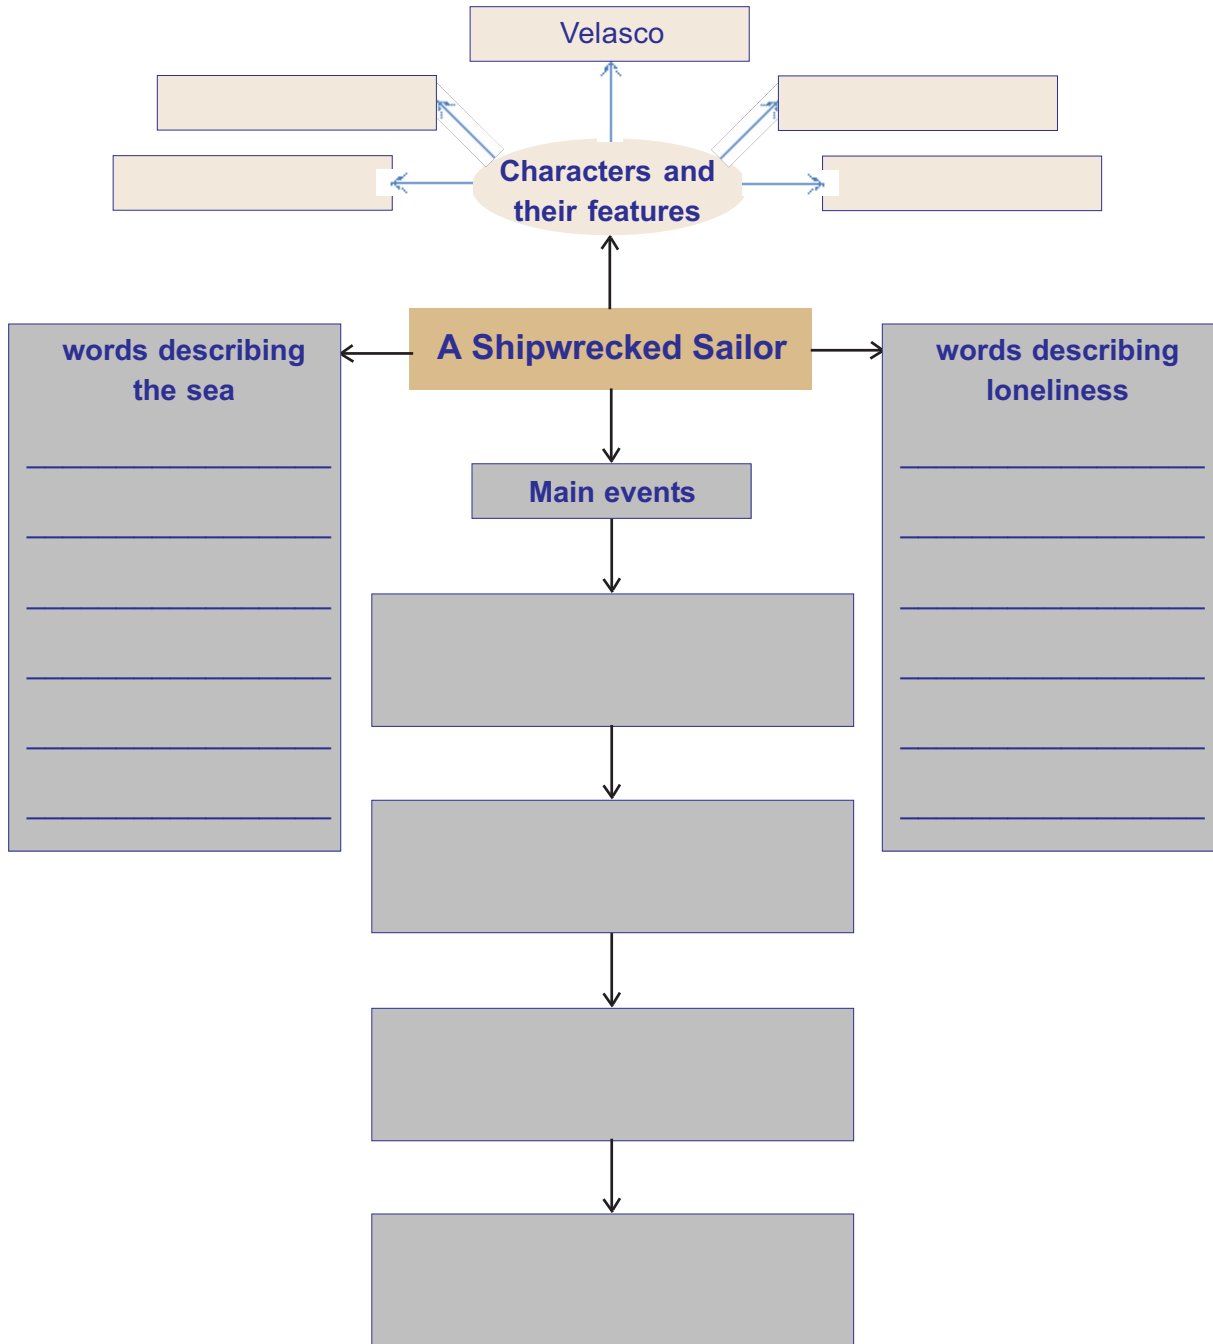 Velasco
Characters and
their features
A Shipwrecked Sailor
words describing
the sea
words describing
loneliness
Main events